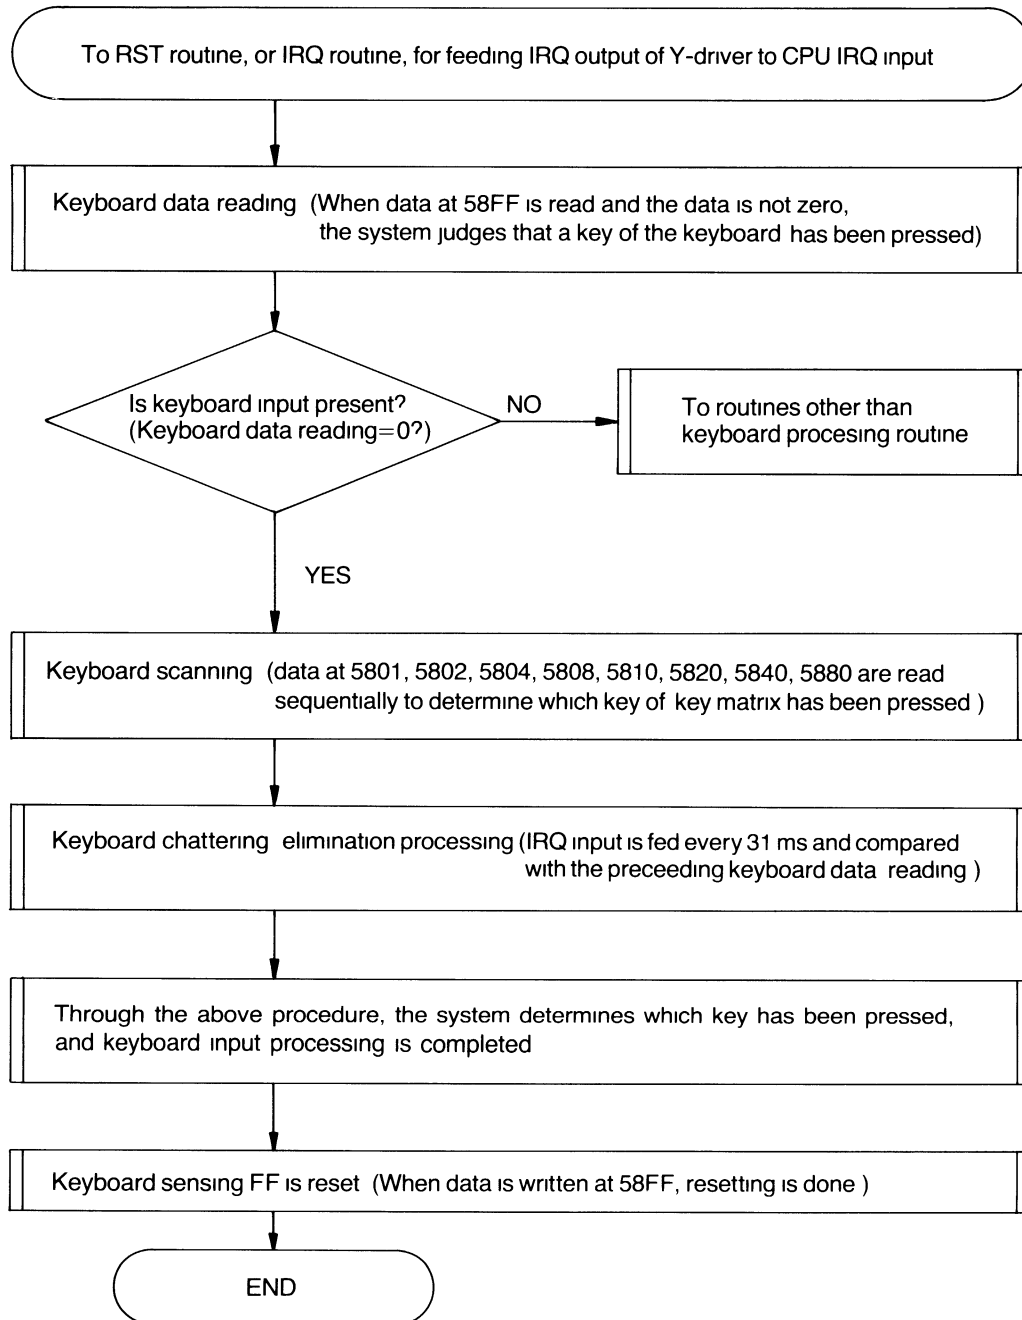 To RST routine, or IRQ routine, for feeding IRQ output of Y-driver to CPU IRQ input
Keyboard data reading (When data at 58FF is read and the data is not zero,
the system judges that a key of the keyboard has been pressed)
Is keyboard input present?
(Keyboard data reading=0?)
NO
To routines other than
keyboard procesing routine
YES
Keyboard scanning (data at 5801, 5802, 5804, 5808, 5810, 5820, 5840, 5880 are read
sequentially to determine which key of key matrix has been pressed )
Keyboard chattering elimination processing (IRQ input is fed every 31 ms and compared
with the preceeding keyboard data reading )
Through the above procedure, the system determines which key has been pressed,
and keyboard input processing is completed
Keyboard sensing FF is reset (When data is written at 58FF, resetting is done )
END